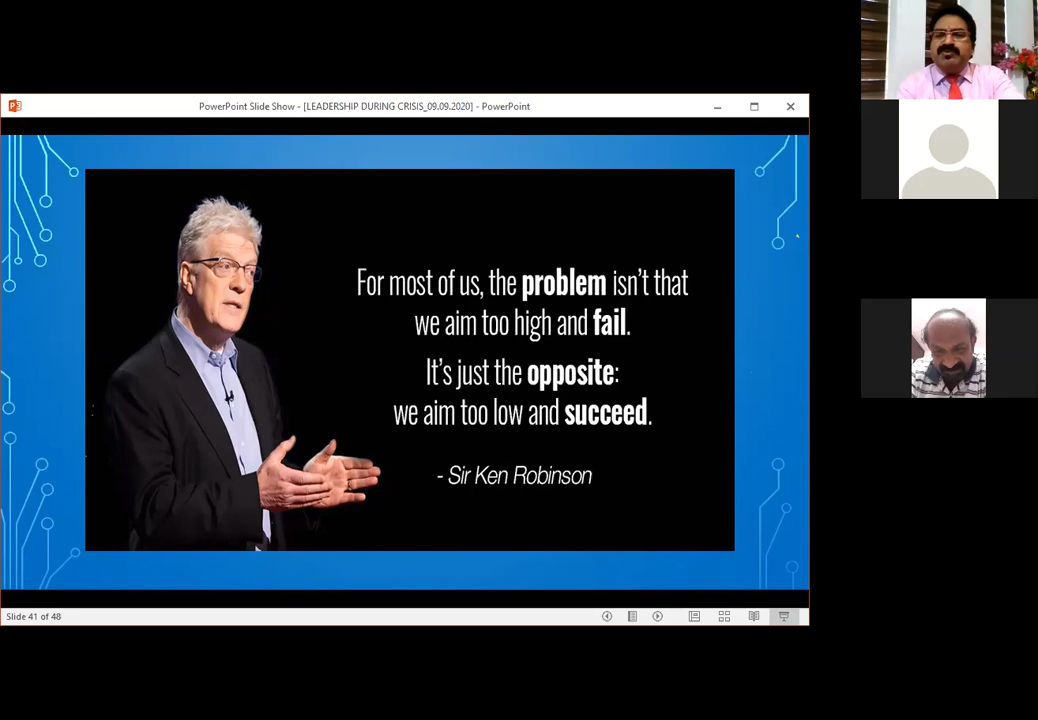 PowerPoint Slide Show - [LEADERSHIP DURING CRISIS_09.09.2020] - PowerPoint
For most of us, the problem isn't that
we aim too high and fail.
It's just the opposite:
we aim too low and succeed.
- Sir Ken Robinson
Slide 41 of 48